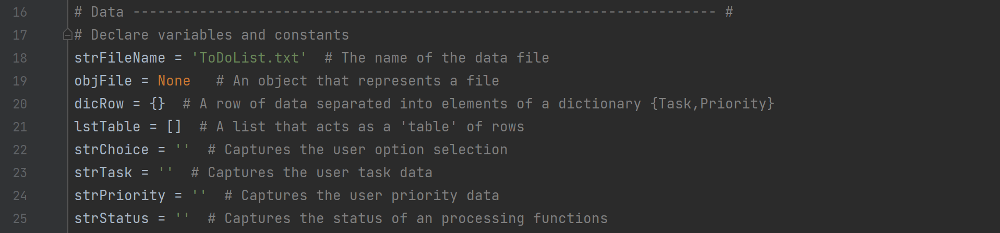 16 # Data ---------------------------------------------------------------------- #
17 # Declare variables and constants
18 strFileName = 'ToDoList.txt'  # The name of the data file
19 objFile = None   # An object that represents a file
20 dicRow = {}  # A row of data separated into elements of a dictionary {Task,Priority}
21 lstTable = []  # A list that acts as a 'table' of rows
22 strChoice = ''  # Captures the user option selection
23 strTask = ''  # Captures the user task data
24 strPriority = ''  # Captures the user priority data
25 strStatus = ''  # Captures the status of an processing functions